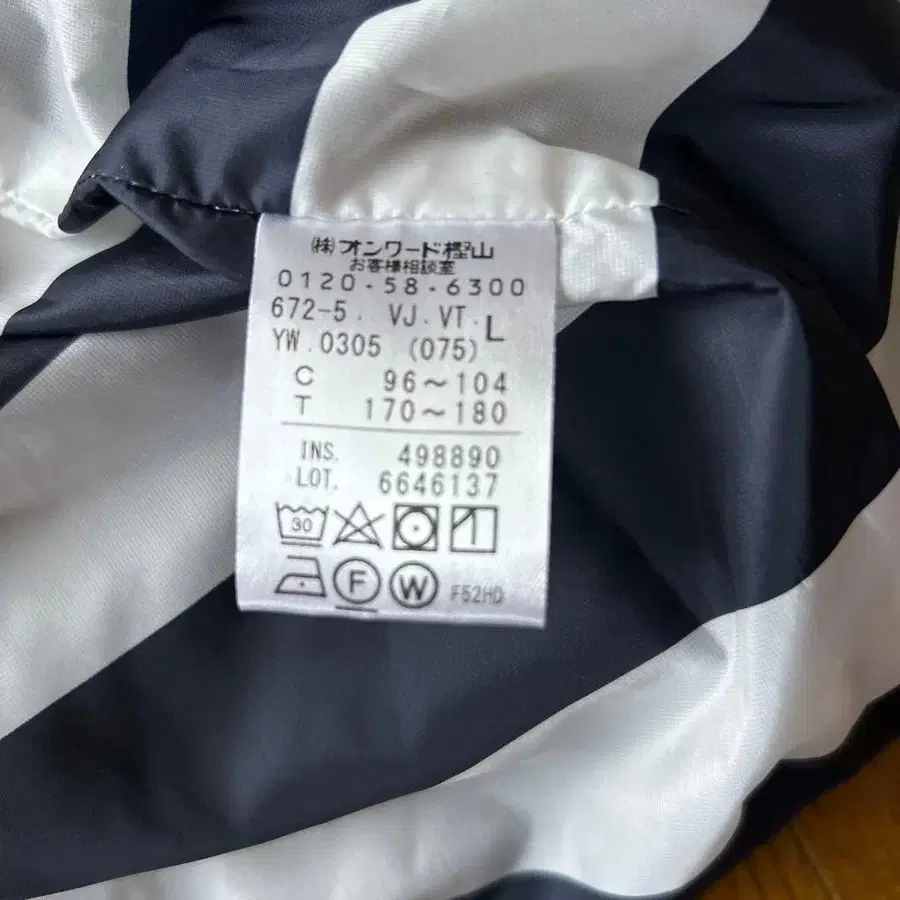 ㈱オンワード樫山
お客様相談室
0120-58-6300
672-5. VJ.VT. L
YW.0305 (075)
C 96～104
T 170～180
INS. 498890
LOT. 6646137
30
F W F52HD